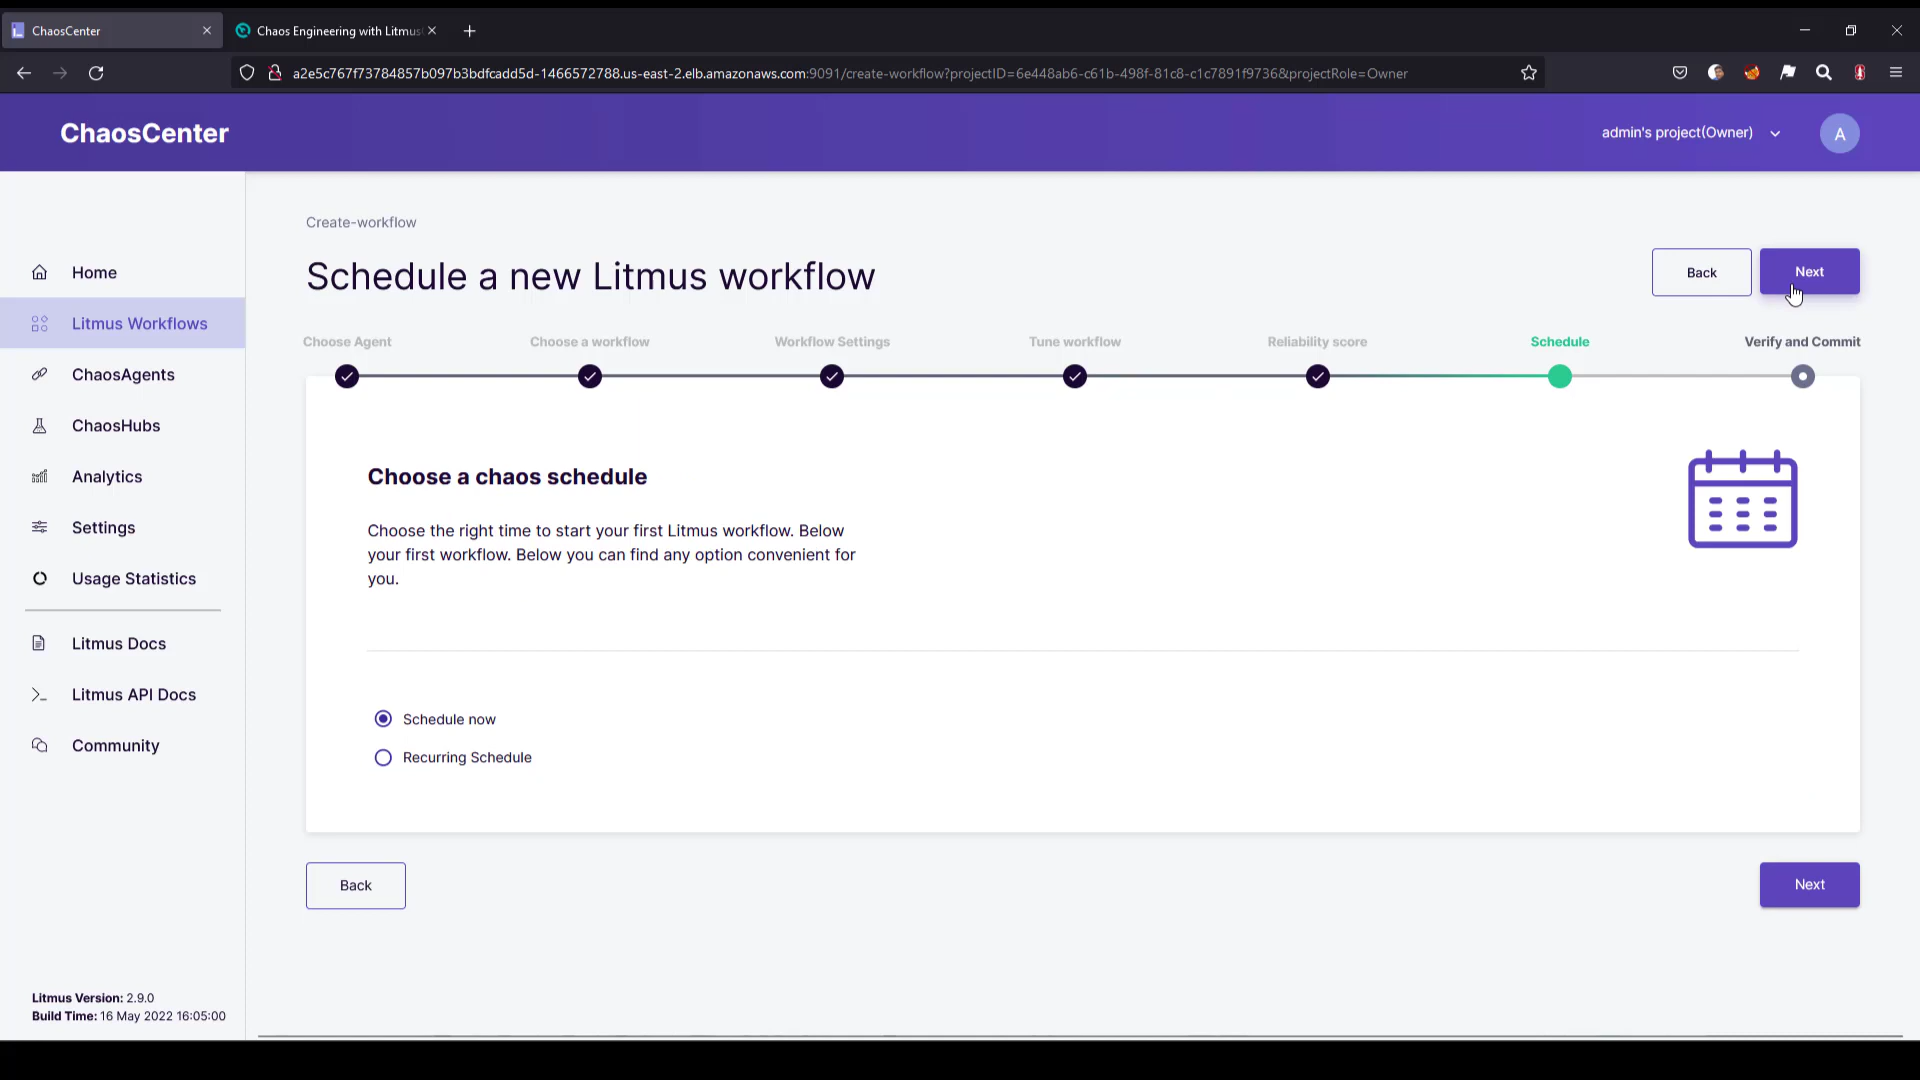 ChaosCenter
Chaos Engineering with Litmus
a2e5c767f73784857b097b3bdfcadd5d-1466572788.us-east-2.elb.amazonaws.com:9091/create-workflow?projectID=6e448ab6-c61b-498f-81c8-c1c7891f9736&projectRole=Owner
ChaosCenter
admin's project(Owner)
A
Home
Litmus Workflows
ChaosAgents
ChaosHubs
Analytics
Settings
Usage Statistics
Litmus Docs
Litmus API Docs
Community
Litmus Version: 2.9.0
Build Time: 16 May 2022 16:05:00
Create-workflow
Schedule a new Litmus workflow
Back
Next
Choose Agent
Choose a workflow
Workflow Settings
Tune workflow
Reliability score
Schedule
Verify and Commit
Choose a chaos schedule
Choose the right time to start your first Litmus workflow. Below
your first workflow. Below you can find any option convenient for
you.
Schedule now
Recurring Schedule
Back
Next